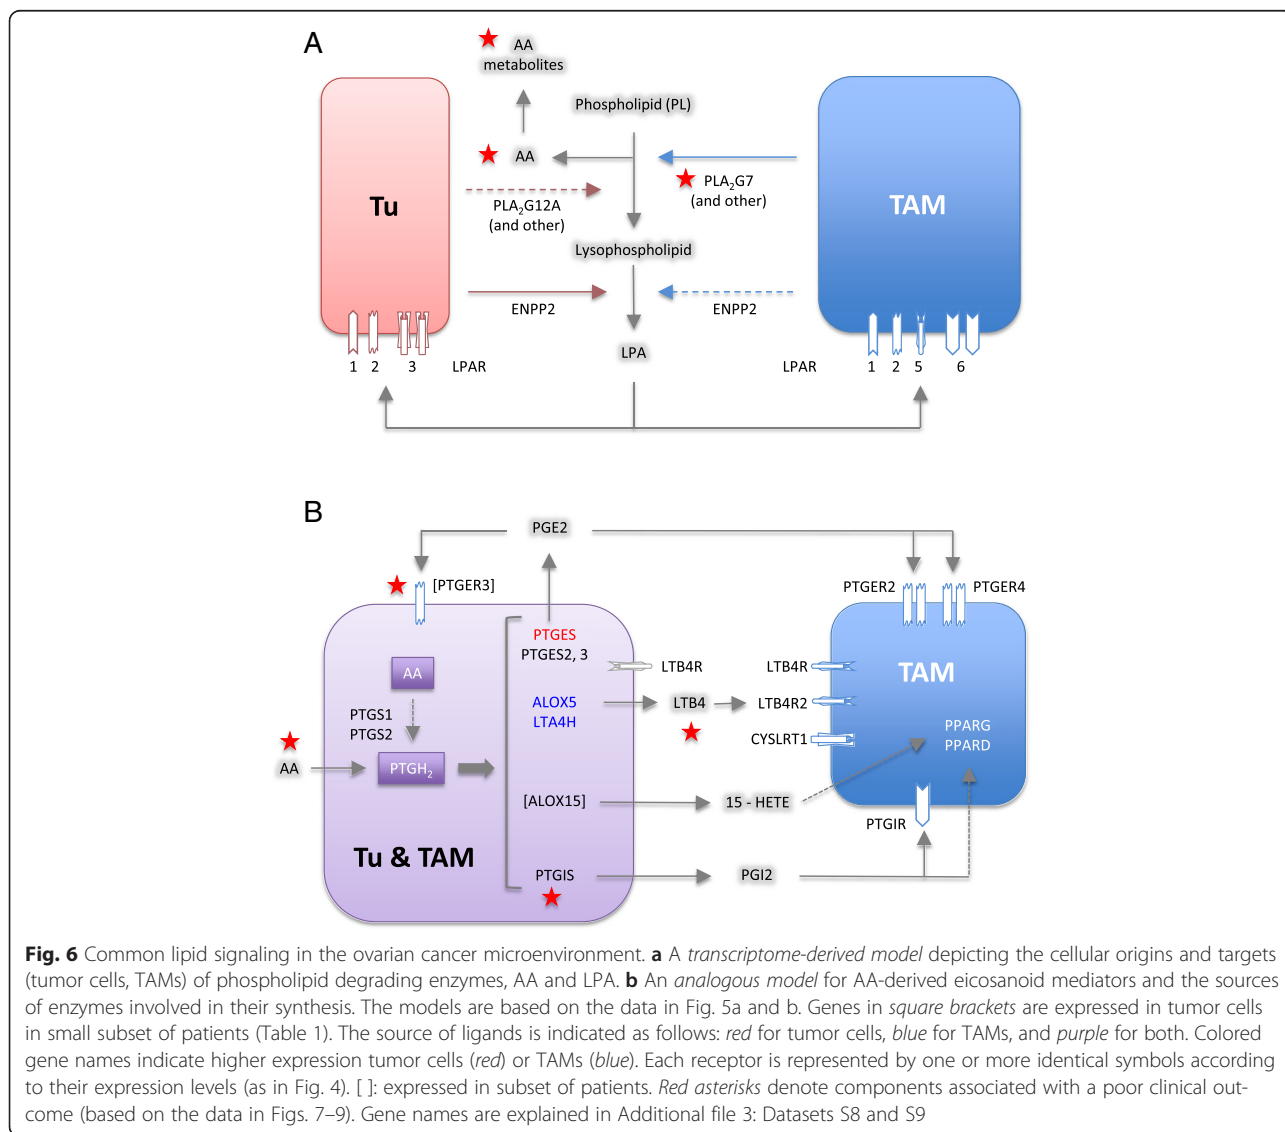 A
AA
metabolites
Phospholipid (PL)
AA
Tu
PLA2G7
(and other)
TAM
PLA2G12A
(and other)
Lysophospholipid
ENPP2
ENPP2
LPA
1 2 3 LPAR
LPAR 1 2 5 6
B
PGE2
[PTGER3]
PTGER2
PTGER4
PTGES
PTGES2, 3
LTB4R
LTB4R
TAM
AA
ALOX5
LTA4H
LTB4
LTB4R2
PTGS1
PTGS2
CYSLRT1
PPARG
PPARD
AA
PTGH2
[ALOX15]
15 - HETE
PTGIR
Tu & TAM
PTGIS
PGI2
Fig. 6 Common lipid signaling in the ovarian cancer microenvironment. a A transcriptome-derived model depicting the cellular origins and targets
(tumor cells, TAMs) of phospholipid degrading enzymes, AA and LPA. b An analogous model for AA-derived eicosanoid mediators and the sources
of enzymes involved in their synthesis. The models are based on the data in Fig. 5a and b. Genes in square brackets are expressed in tumor cells
in small subset of patients (Table 1). The source of ligands is indicated as follows: red for tumor cells, blue for TAMs, and purple for both. Colored
gene names indicate higher expression tumor cells (red) or TAMs (blue). Each receptor is represented by one or more identical symbols according
to their expression levels (as in Fig. 4). [ ]: expressed in subset of patients. Red asterisks denote components associated with a poor clinical out-
come (based on the data in Figs. 7–9). Gene names are explained in Additional file 3: Datasets S8 and S9